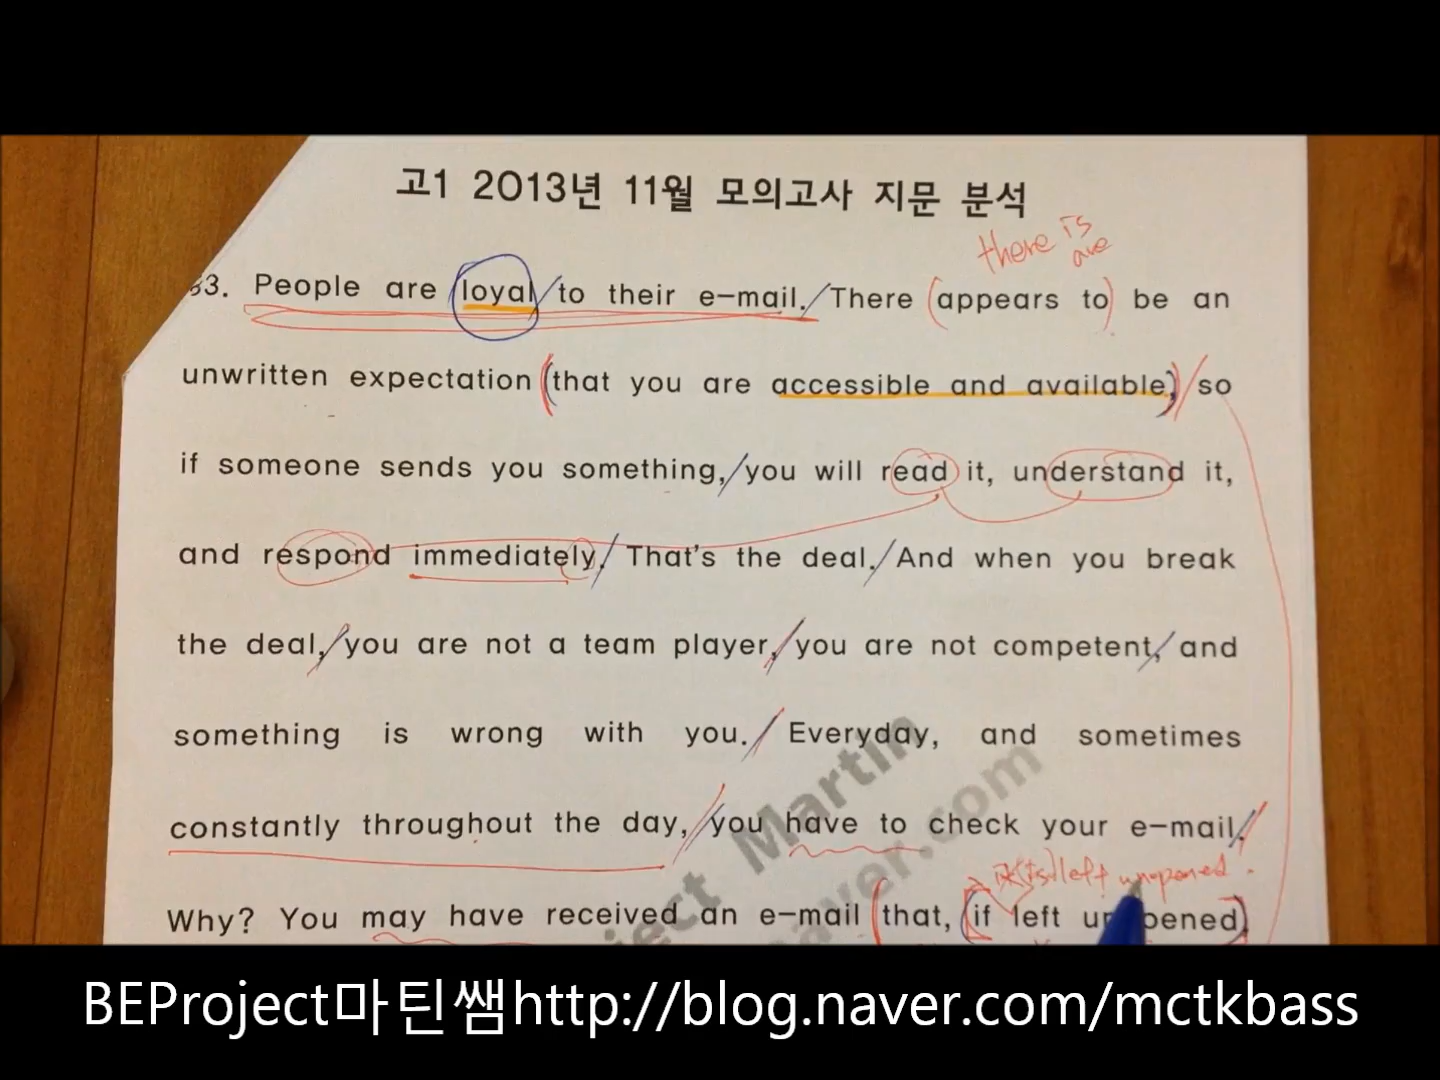 고1 2013년 11월 모의고사 지문 분석
there is
are
33. People are loyal to their e-mail. There appears to be an
unwritten expectation that you are accessible and available, so
if someone sends you something, you will read it, understand it,
and respond immediately. That's the deal. And when you break
the deal, you are not a team player, you are not competent, and
something is wrong with you. Everyday, and sometimes
constantly throughout the day, you have to check your e-mail.
left unopened.
Why? You may have received an e-mail that, if left unopened,
ject Martin
naver.com
BEProject마틴쌤http://blog.naver.com/mctkbass